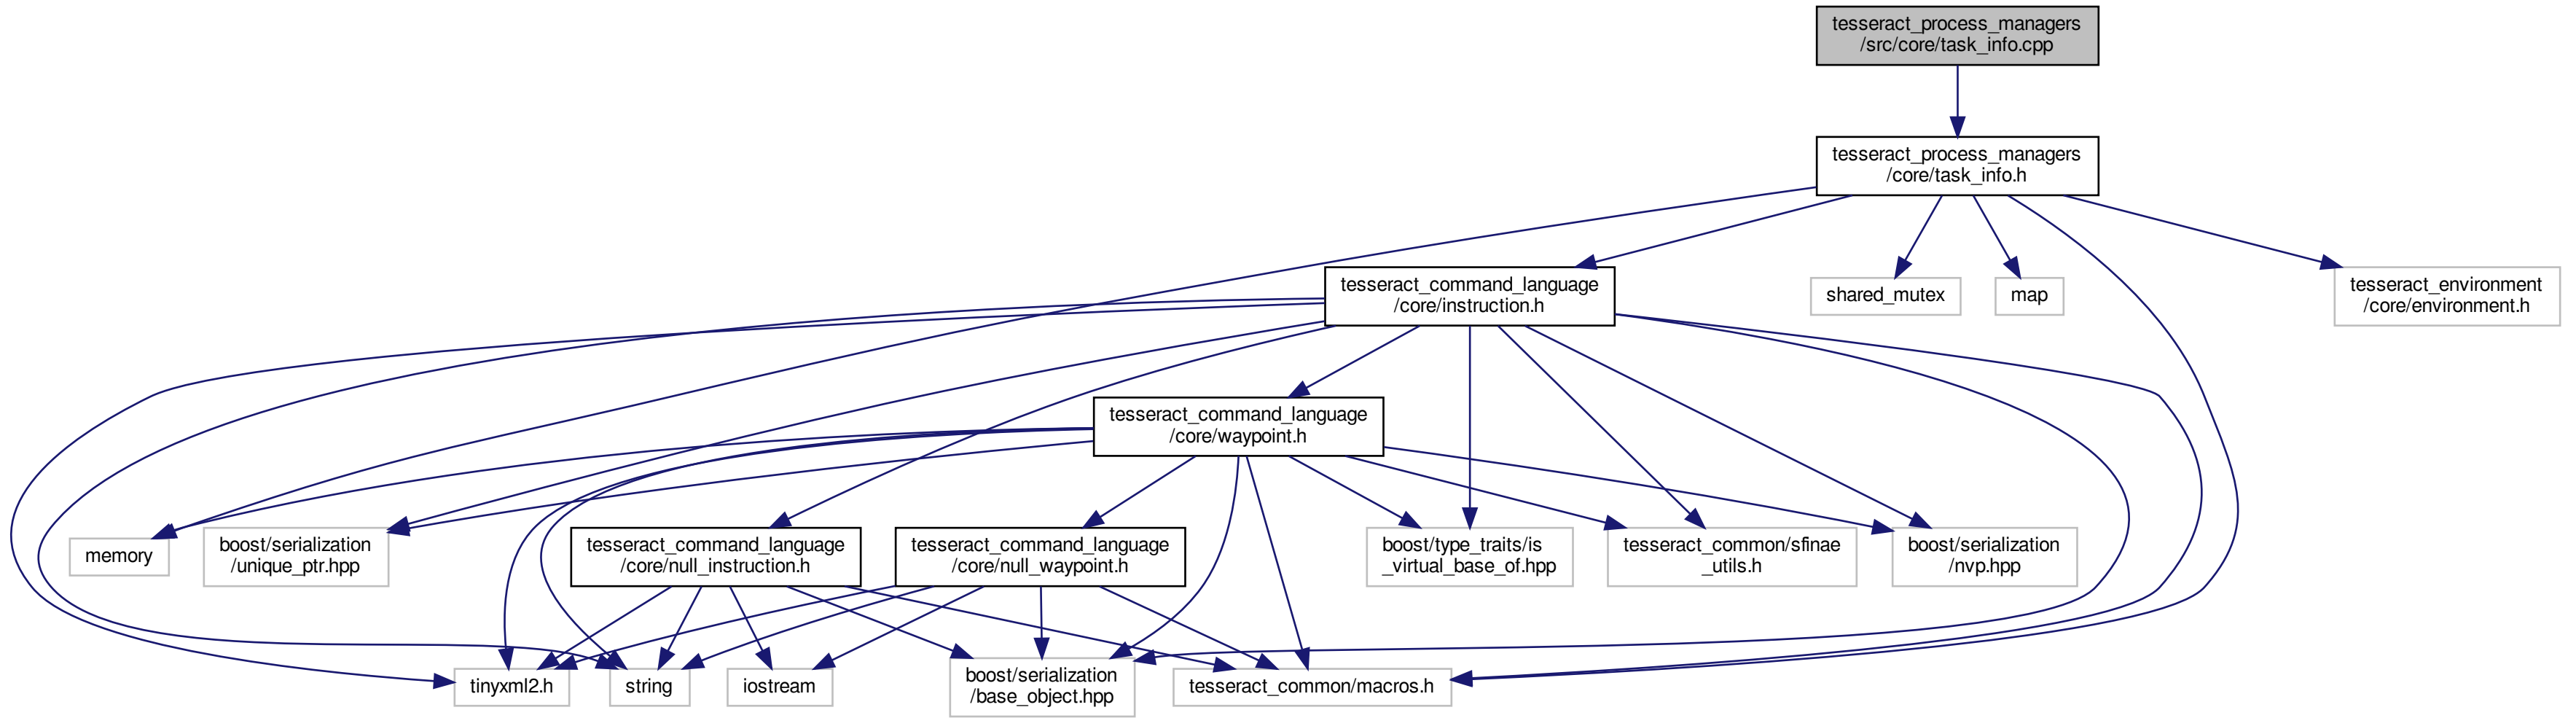 tesseract_process_managers
/src/core/task_info.cpp
tesseract_process_managers
/core/task_info.h
tesseract_command_language
/core/instruction.h
shared_mutex
map
tesseract_environment
/core/environment.h
tesseract_command_language
/core/waypoint.h
memory
boost/serialization
/unique_ptr.hpp
tesseract_command_language
/core/null_instruction.h
tesseract_command_language
/core/null_waypoint.h
boost/type_traits/is
_virtual_base_of.hpp
tesseract_common/sfinae
_utils.h
boost/serialization
/nvp.hpp
tinyxml2.h
string
iostream
boost/serialization
/base_object.hpp
tesseract_common/macros.h